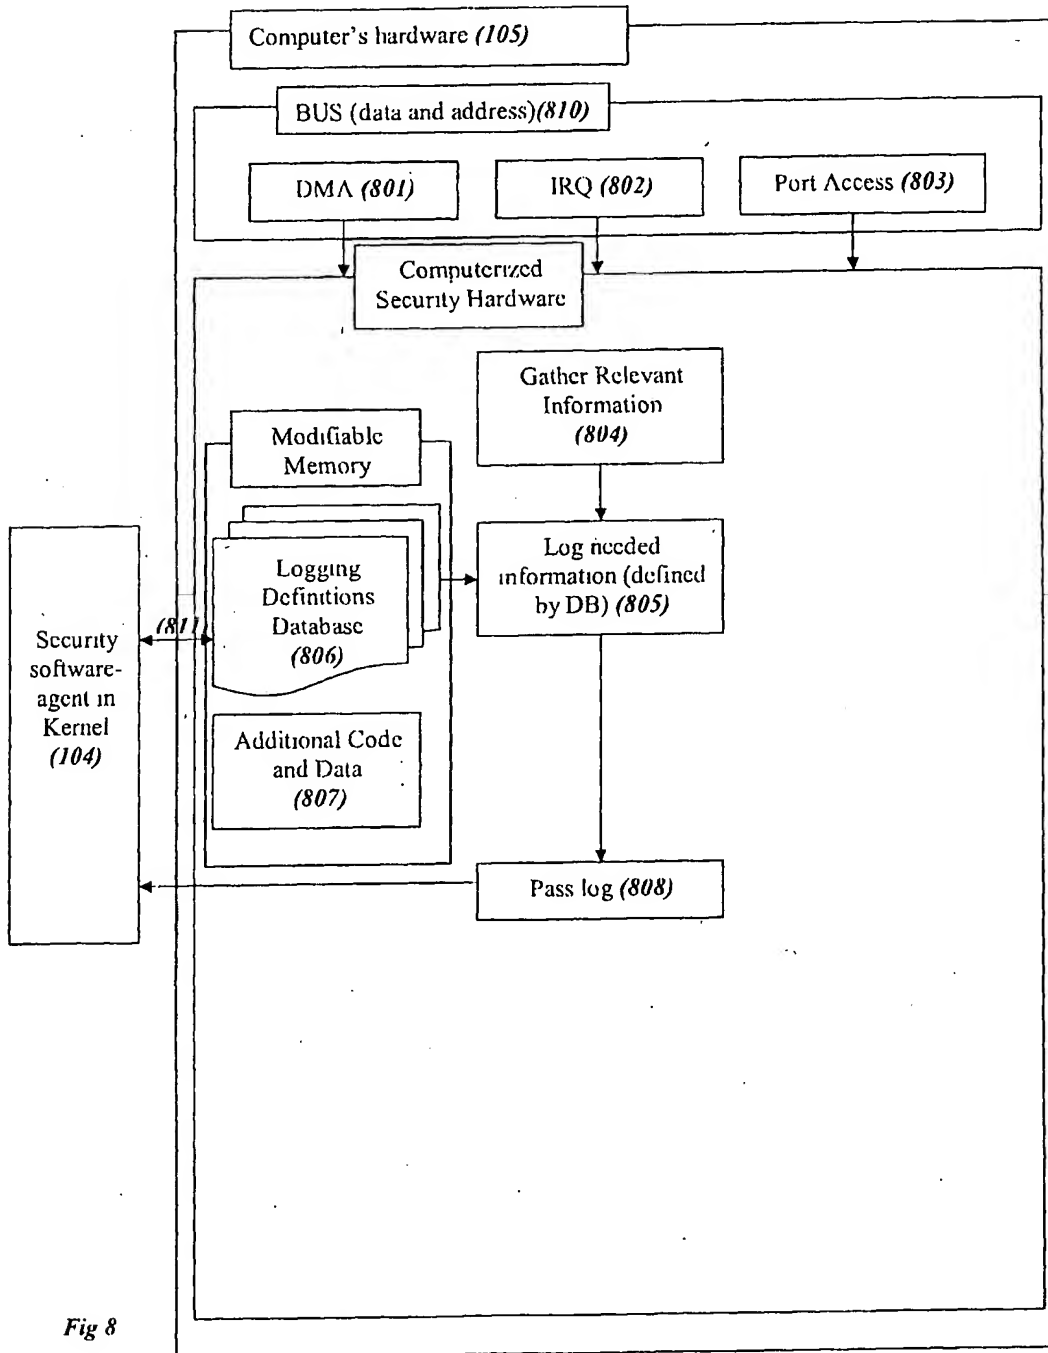 Computer's hardware (105)
BUS (data and address)(810)
DMA (801)
IRQ (802)
Port Access (803)
Computerized
Security Hardware
Gather Relevant
Information
(804)
Modifiable
Memory
Logging
Definitions
Database
(806)
Log needed
information (defined
by DB) (805)
(811)
Security
software-
agent in
Kernel
(104)
Additional Code
and Data
(807)
Pass log (808)
Fig 8